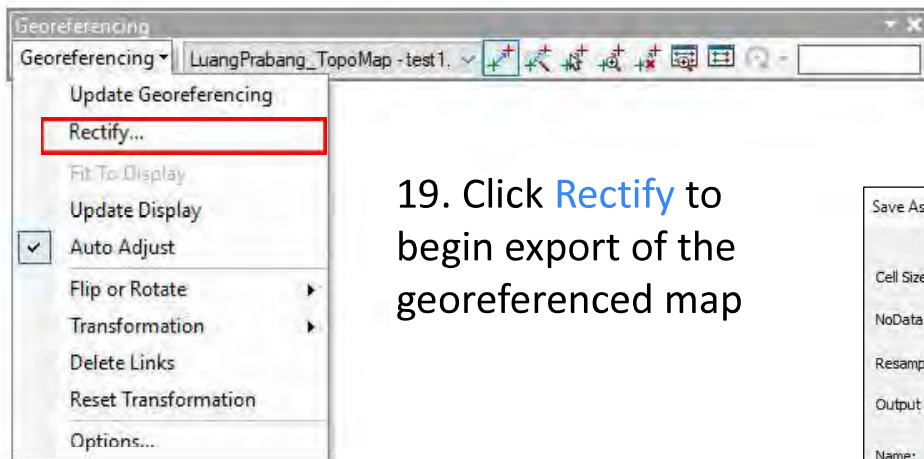 Georeferencing
Georeferencing LuangPrabang_TopoMap - test1.
Update Georeferencing
Rectify...
Fit To Display
Update Display
Auto Adjust
Flip or Rotate
Transformation
Delete Links
Reset Transformation
Options...
19. Click Rectify to
begin export of the
georeferenced map
Save As
Cell Size
NoData
Resamp
Output
Name: